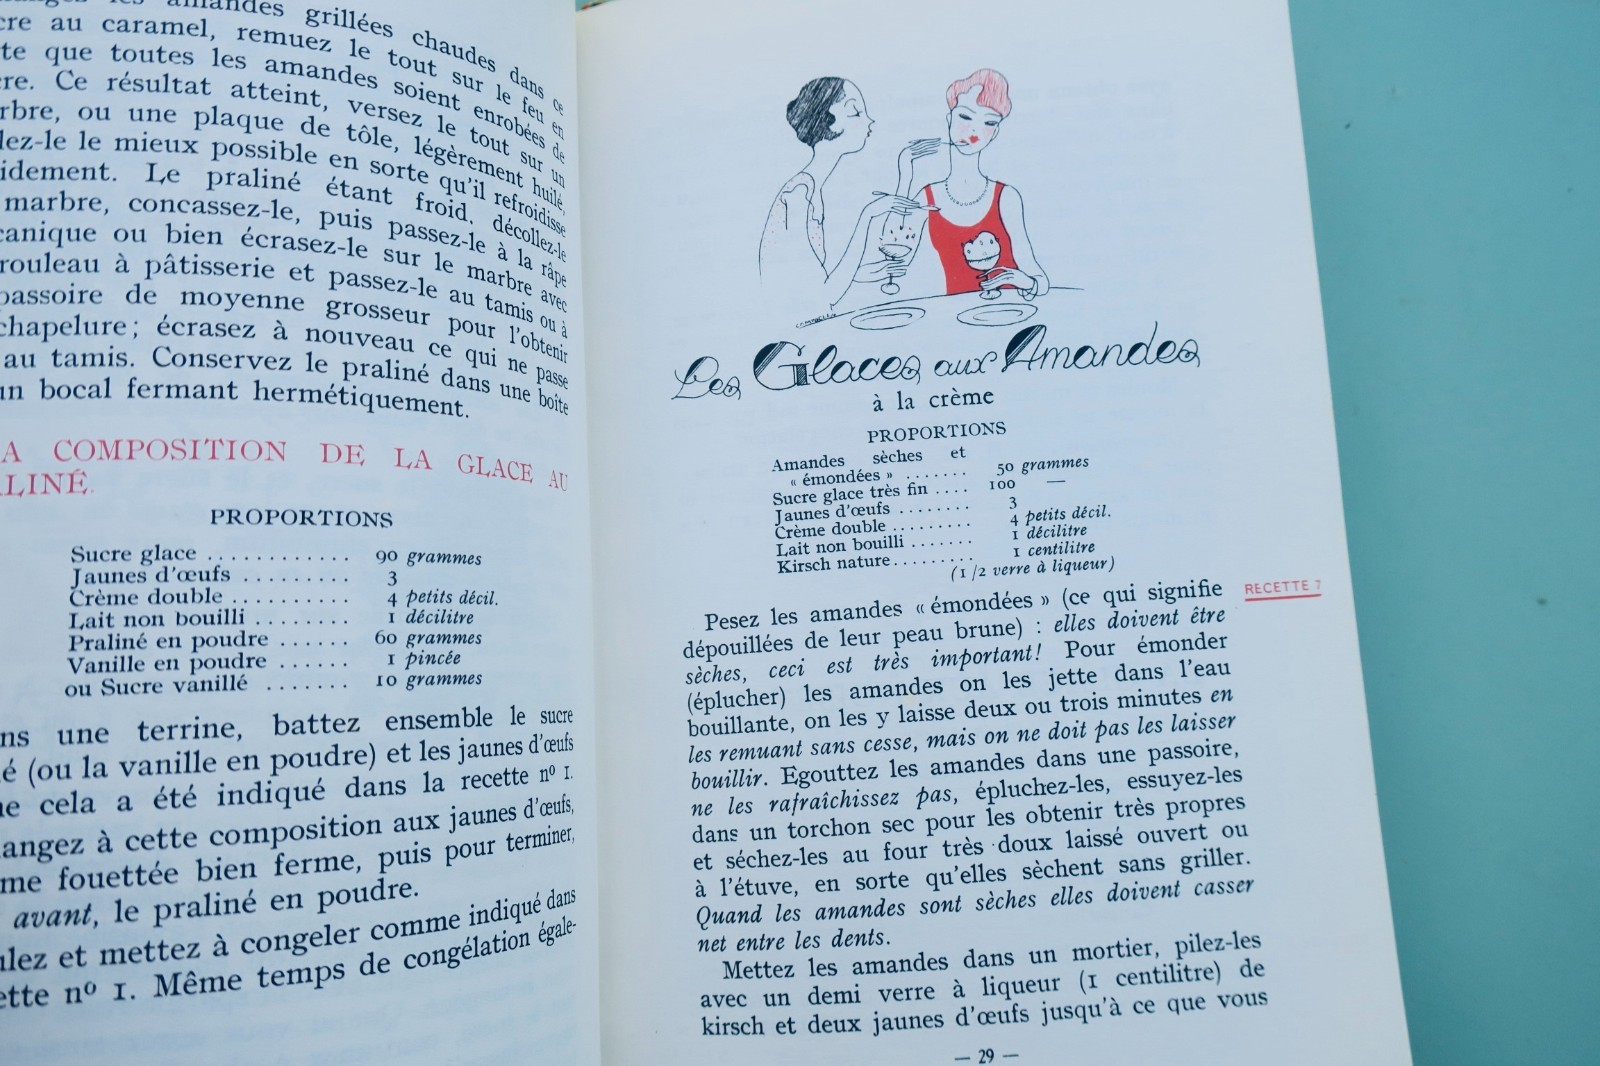 les amandes grillées chaudes dans ce
cre au caramel, remuez le tout sur le feu en
te que toutes les amandes soient enrobées de
cre. Ce résultat atteint, versez le tout sur un
rbre, ou une plaque de tôle, légèrement huilé,
lez-le le mieux possible en sorte qu'il refroidisse
idement. Le praliné étant froid, décollez-le
marbre, concassez-le, puis passez-le à la râpe
canique ou bien écrasez-le sur le marbre avec
rouleau à pâtisserie et passez-le au tamis ou à
passoire de moyenne grosseur pour l'obtenir
chapelure; écrasez à nouveau ce qui ne passe
au tamis. Conservez le praliné dans une boîte
un bocal fermant hermétiquement.
A COMPOSITION DE LA GLACE AU
LINÉ
PROPORTIONS
Sucre glace ............ 90 grammes
Jaunes d'œufs ......... 3
Crème double .......... 4 petits décil.
Lait non bouilli ........ 1 décilitre
Praliné en poudre ...... 60 grammes
Vanille en poudre ...... 1 pincée
ou Sucre vanillé ....... 10 grammes
ns une terrine, battez ensemble le sucre
é (ou la vanille en poudre) et les jaunes d'œufs
ne cela a été indiqué dans la recette nº 1.
angez à cette composition aux jaunes d'œufs,
me fouettée bien ferme, puis pour terminer,
avant, le praliné en poudre.
ulez et mettez à congeler comme indiqué dans
ette nº 1. Même temps de congélation égale-
Les Glaces aux Amandes
à la crème
PROPORTIONS
Amandes sèches et
« émondées » ....... 50 grammes
Sucre glace très fin .... 100 —
Jaunes d'œufs ........ 3
Crème double ......... 4 petits décil.
Lait non bouilli ....... 1 décilitre
Kirsch nature......... 1 centilitre
(1/2 verre à liqueur)
RECETTE 7
Pesez les amandes « émondées » (ce qui signifie
dépouillées de leur peau brune) : elles doivent être
sèches, ceci est très important! Pour émonder
(éplucher) les amandes on les jette dans l'eau
bouillante, on les y laisse deux ou trois minutes en
les remuant sans cesse, mais on ne doit pas les laisser
bouillir. Egouttez les amandes dans une passoire,
ne les rafraîchissez pas, épluchez-les, essuyez-les
dans un torchon sec pour les obtenir très propres
et séchez-les au four très doux laissé ouvert ou
à l'étuve, en sorte qu'elles sèchent sans griller.
Quand les amandes sont sèches elles doivent casser
net entre les dents.
Mettez les amandes dans un mortier, pilez-les
avec un demi verre à liqueur (1 centilitre) de
kirsch et deux jaunes d'œufs jusqu'à ce que vous
— 29 —